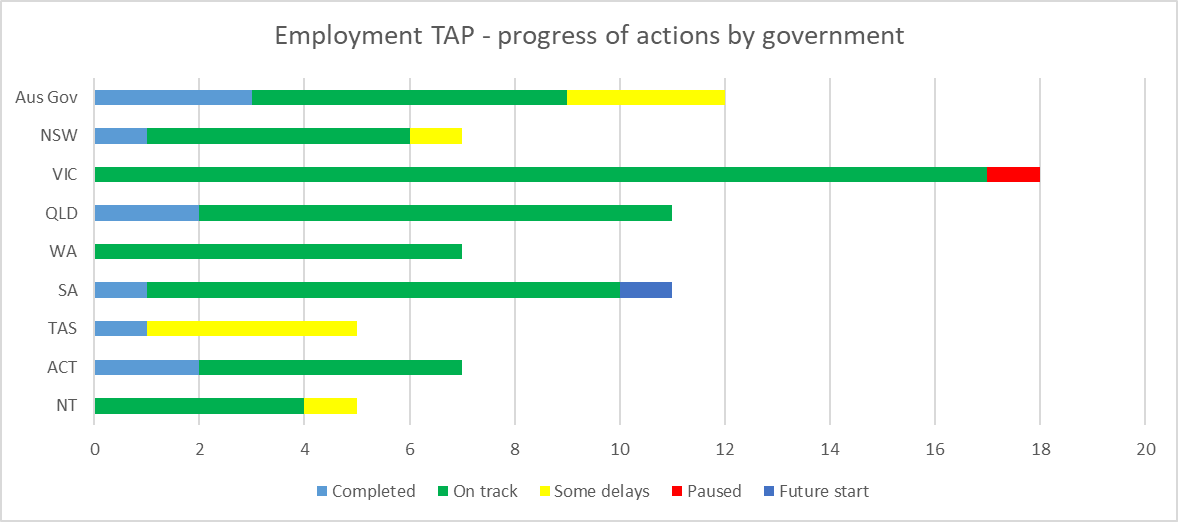 Employment TAP - progress of actions by government
Aus Gov
NSW
VIC
QLD
WA
SA
TAS
ACT
NT
0 2 4 6 8 10 12 14 16 18 20
Completed On track Some delays Paused Future start